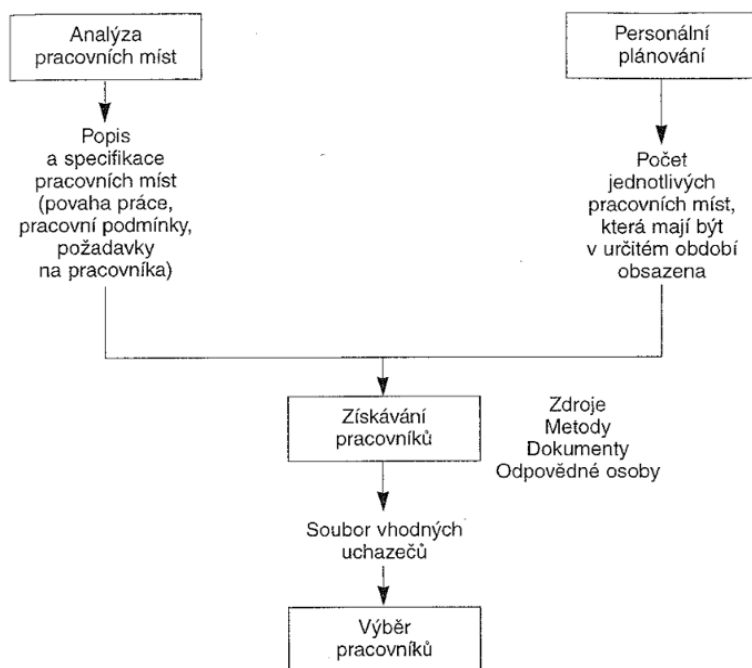 Analýza
pracovních míst
Personální
plánování
Popis
a specifikace
pracovních míst
(povaha práce,
pracovní podmínky,
požadavky
na pracovníka)
Počet
jednotlivých
pracovních míst,
která mají být
v určitém období
obsazena
Získávání
pracovníků
Zdroje
Metody
Dokumenty
Odpovědné osoby
Soubor vhodných
uchazečů
Výběr
pracovníků